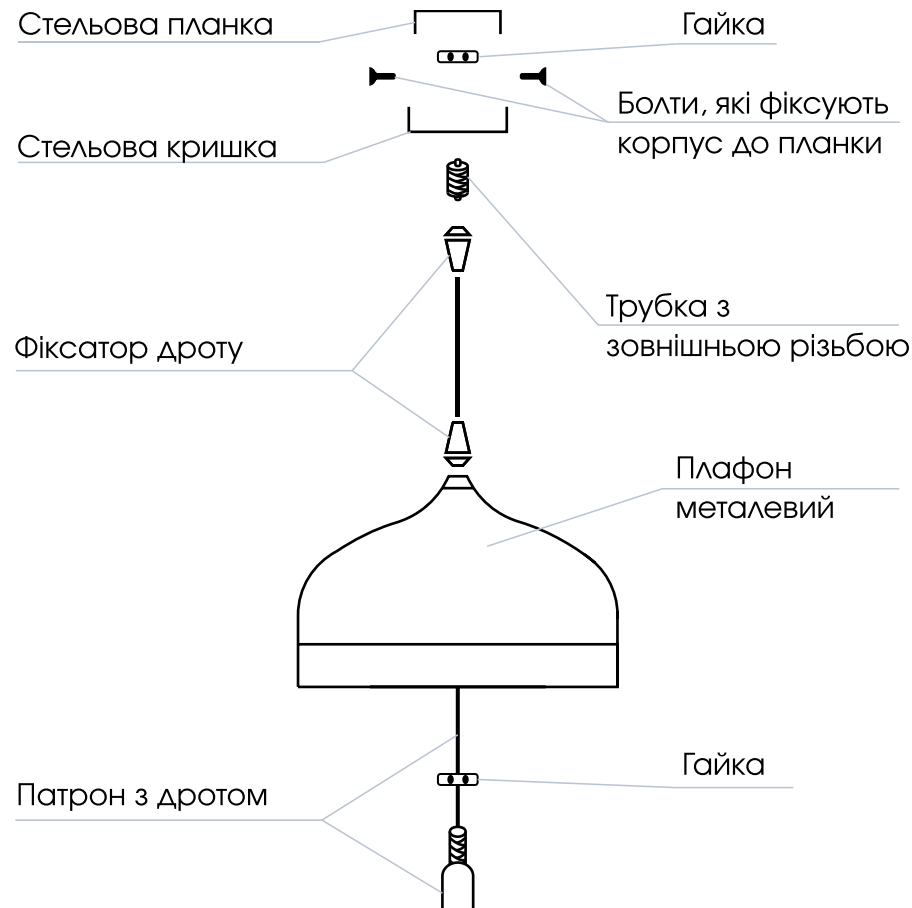 Стельова планка
Гайка
Болти, які фіксують
корпус до планки
Стельова кришка
Трубка з
зовнішньою різьбою
Фіксатор дроту
Плафон
металевий
Гайка
Патрон з дротом